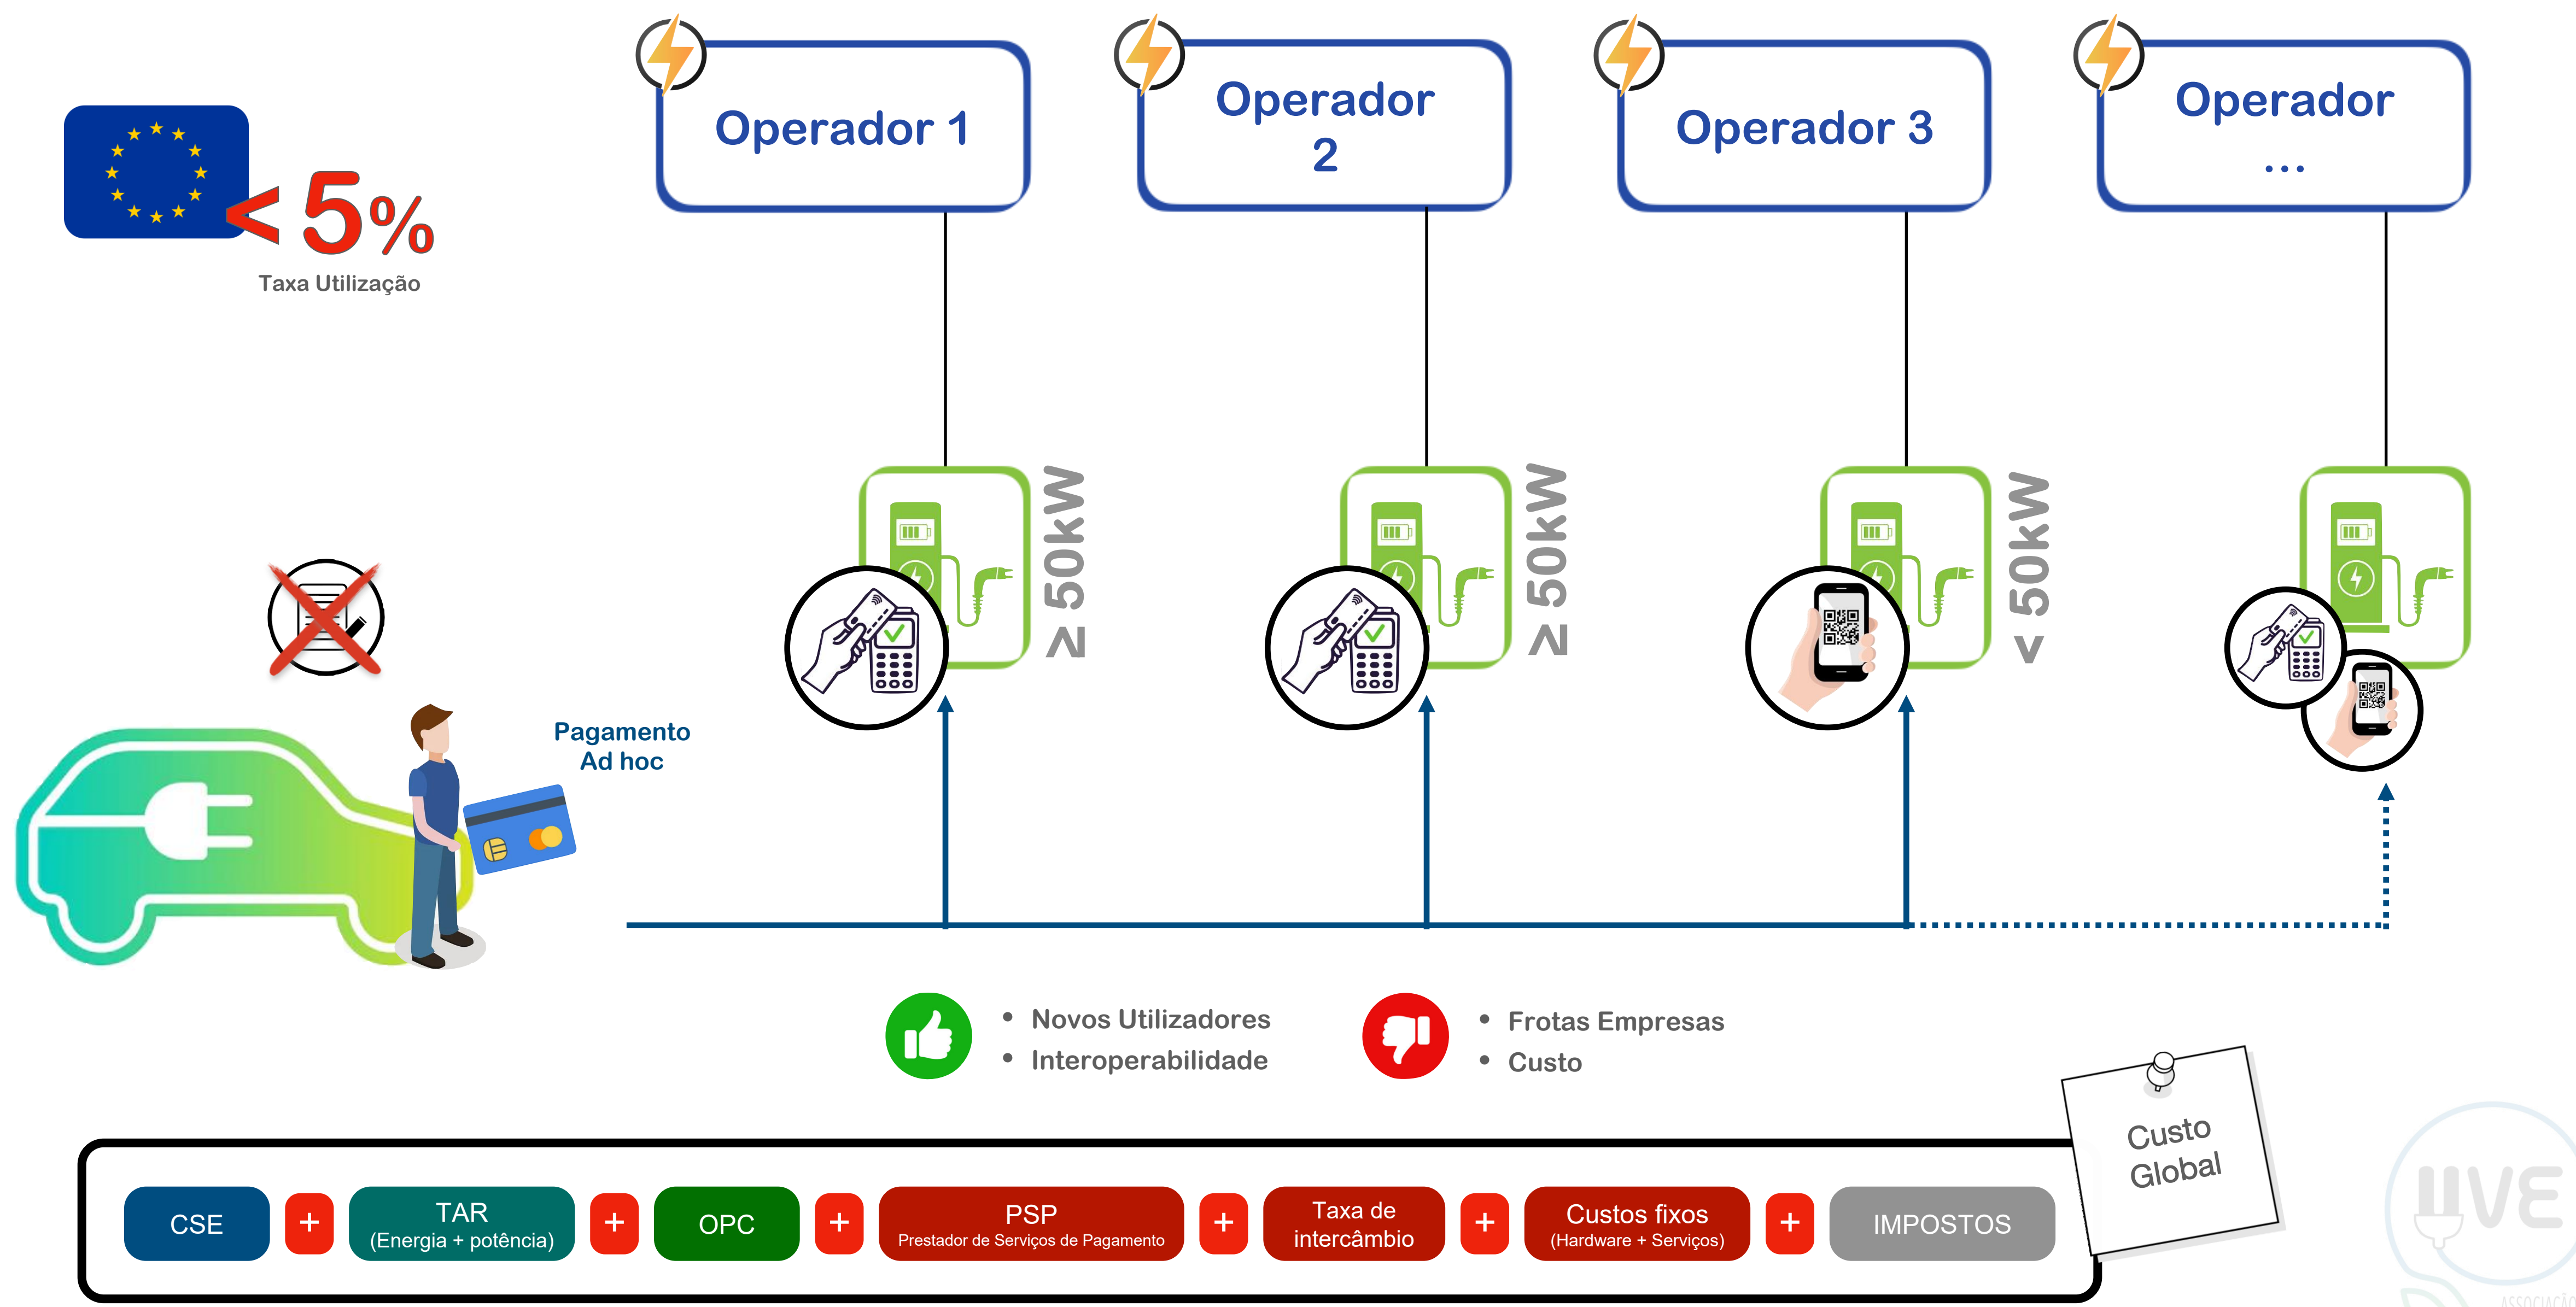 Operador 1
Operador
2
Operador 3
Operador
...
< 5%
Taxa Utilização
≥ 50kW
≥ 50kW
< 50kW
Pagamento
Ad hoc
• Novos Utilizadores
• Interoperabilidade
• Frotas Empresas
• Custo
Custo
Global
CSE
+
TAR
(Energia + potência)
+
OPC
+
PSP
Prestador de Serviços de Pagamento
+
Taxa de
intercâmbio
+
Custos fixos
(Hardware + Serviços)
+
IMPOSTOS
UVE
ASSOCIAÇÃO